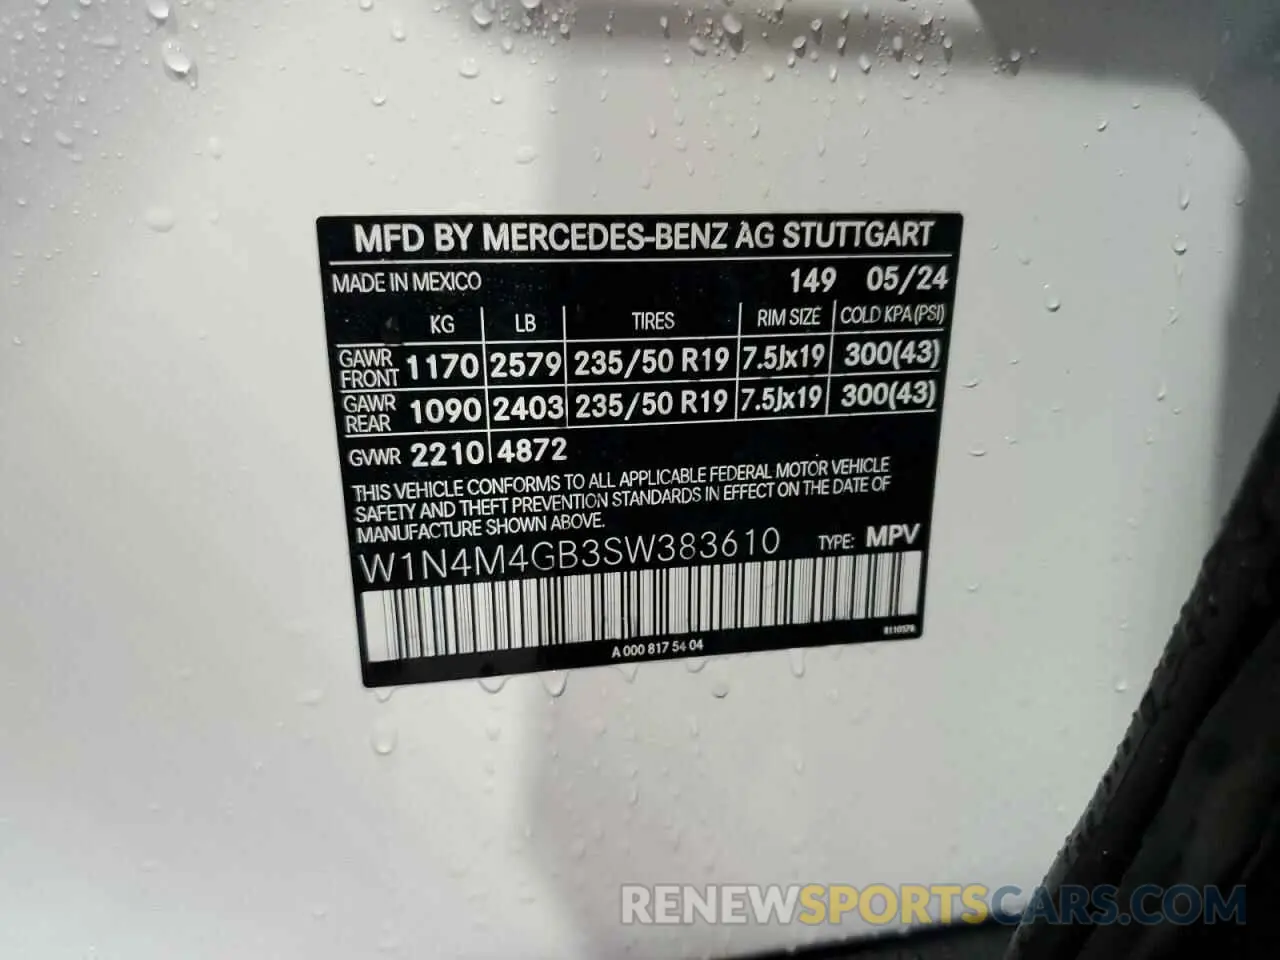 MFD BY MERCEDES-BENZ AG STUTTGART
MADE IN MEXICO 149 05/24
KG LB TIRES RIM SIZE COLD KPA (PSI)
GAWR FRONT 1170 2579 235/50 R19 7.5Jx19 300(43)
GAWR REAR 1090 2403 235/50 R19 7.5Jx19 300(43)
GVWR 2210 4872
THIS VEHICLE CONFORMS TO ALL APPLICABLE FEDERAL MOTOR VEHICLE
SAFETY AND THEFT PREVENTION STANDARDS IN EFFECT ON THE DATE OF
MANUFACTURE SHOWN ABOVE.
W1N4M4GB3SW383610 TYPE: MPV
A 000 817 54 04
RENEWSPORTSCARS.COM